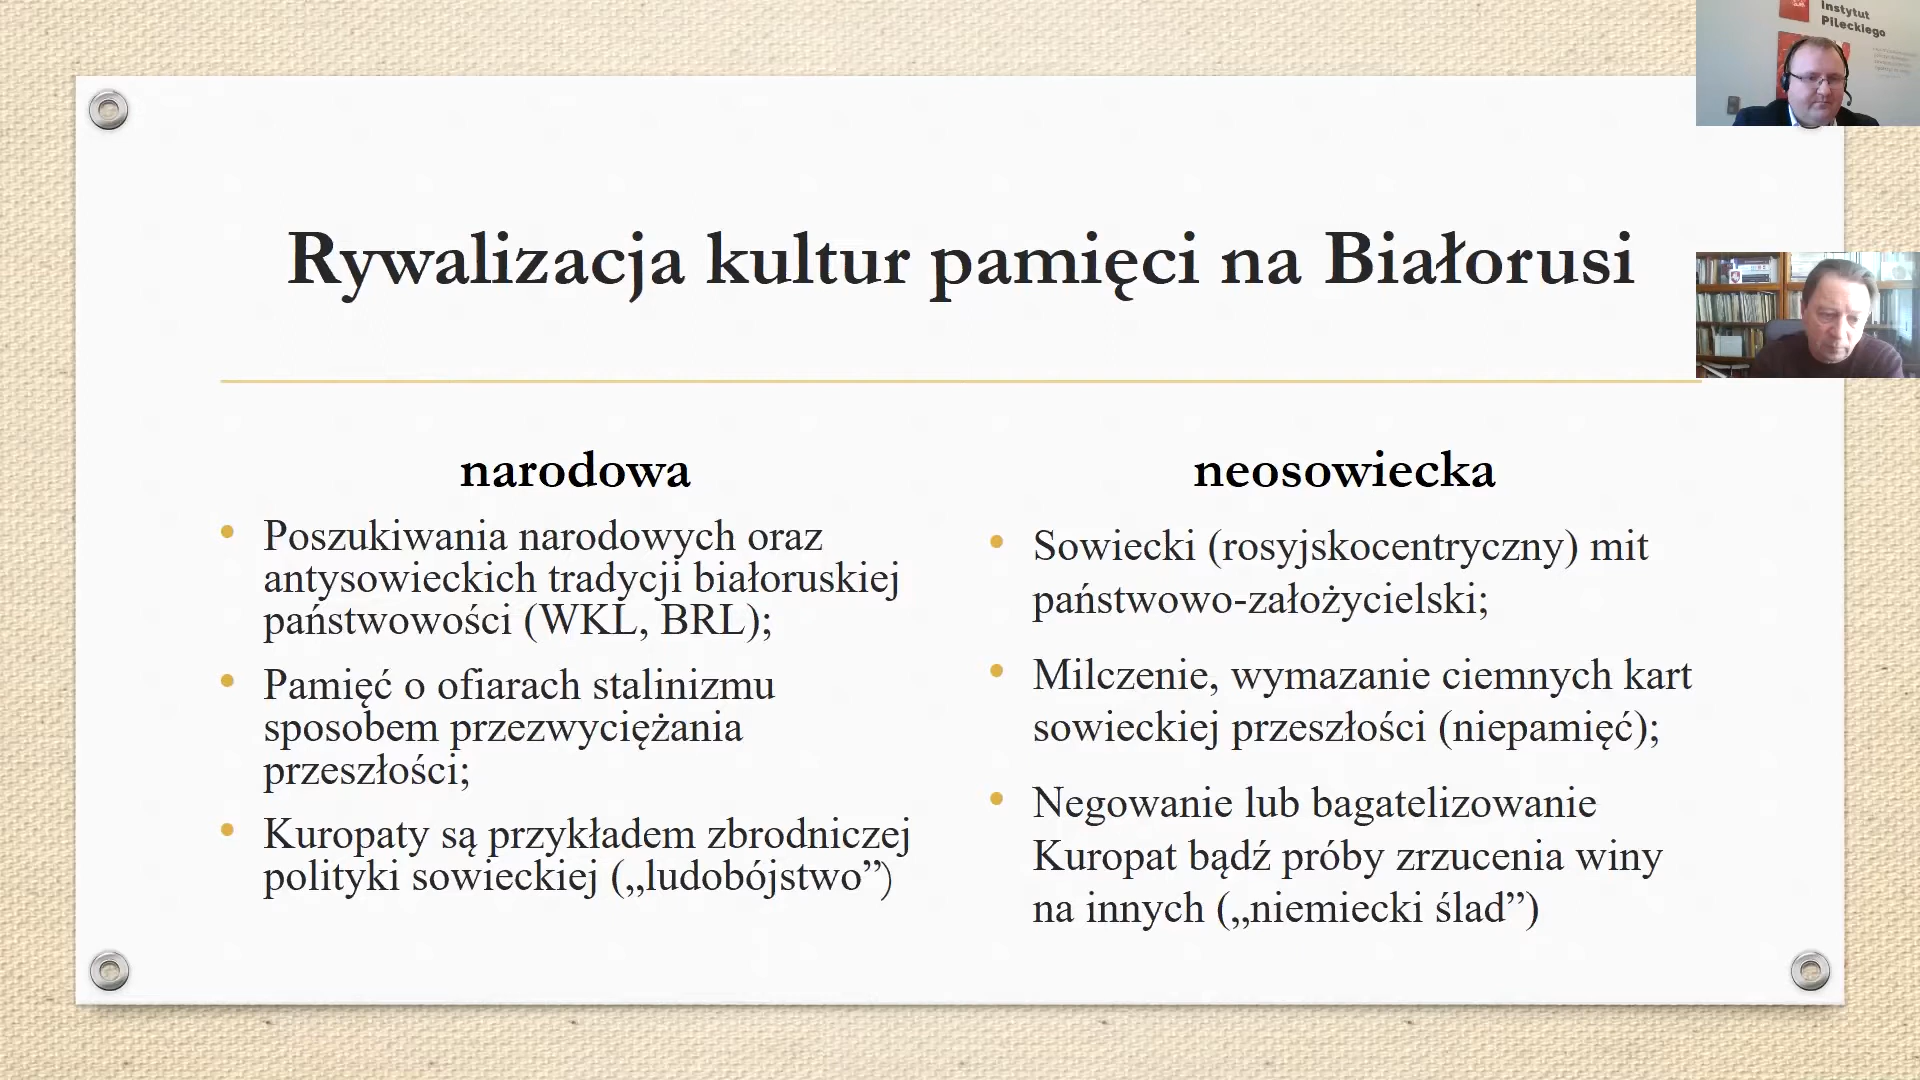 Instytut
Pileckiego
Rywalizacja kultur pamięci na Białorusi
narodowa
• Poszukiwania narodowych oraz
antysowieckich tradycji białoruskiej
państwowości (WKL, BRL);
• Pamięć o ofiarach stalinizmu
sposobem przezwyciężania
przeszłości;
• Kuropaty są przykładem zbrodniczej
polityki sowieckiej („ludobójstwo”)
neosowiecka
• Sowiecki (rosyjskocentryczny) mit
państwowo-założycielski;
• Milczenie, wymazanie ciemnych kart
sowieckiej przeszłości (niepamięć);
• Negowanie lub bagatelizowanie
Kuropat bądź próby zrzucenia winy
na innych („niemiecki ślad”)